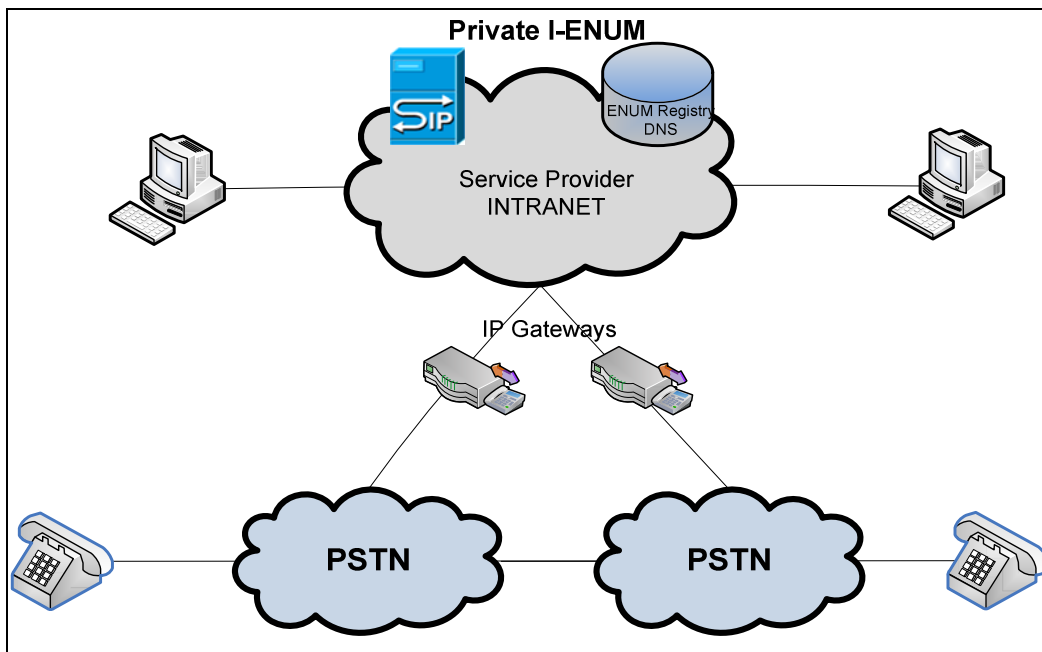 Private I-ENUM
SIP
ENUM Registry
DNS
Service Provider
INTRANET
IP Gateways
PSTN
PSTN